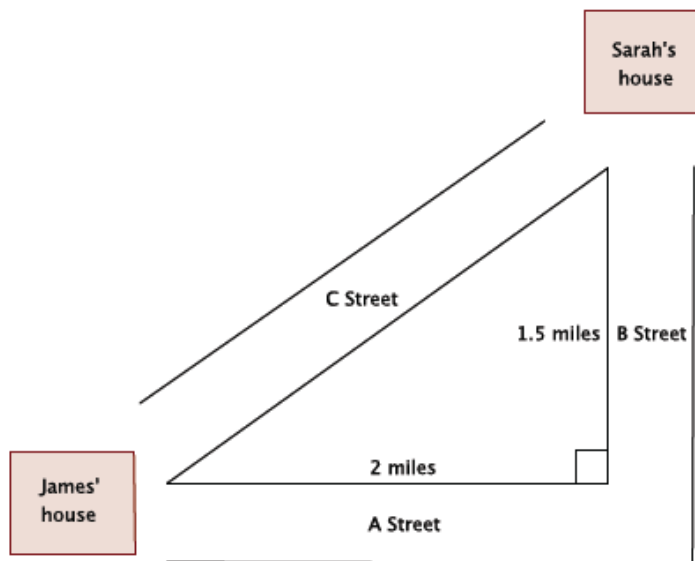 Sarah's
house
C Street
1.5 miles
B Street
2 miles
James'
house
A Street